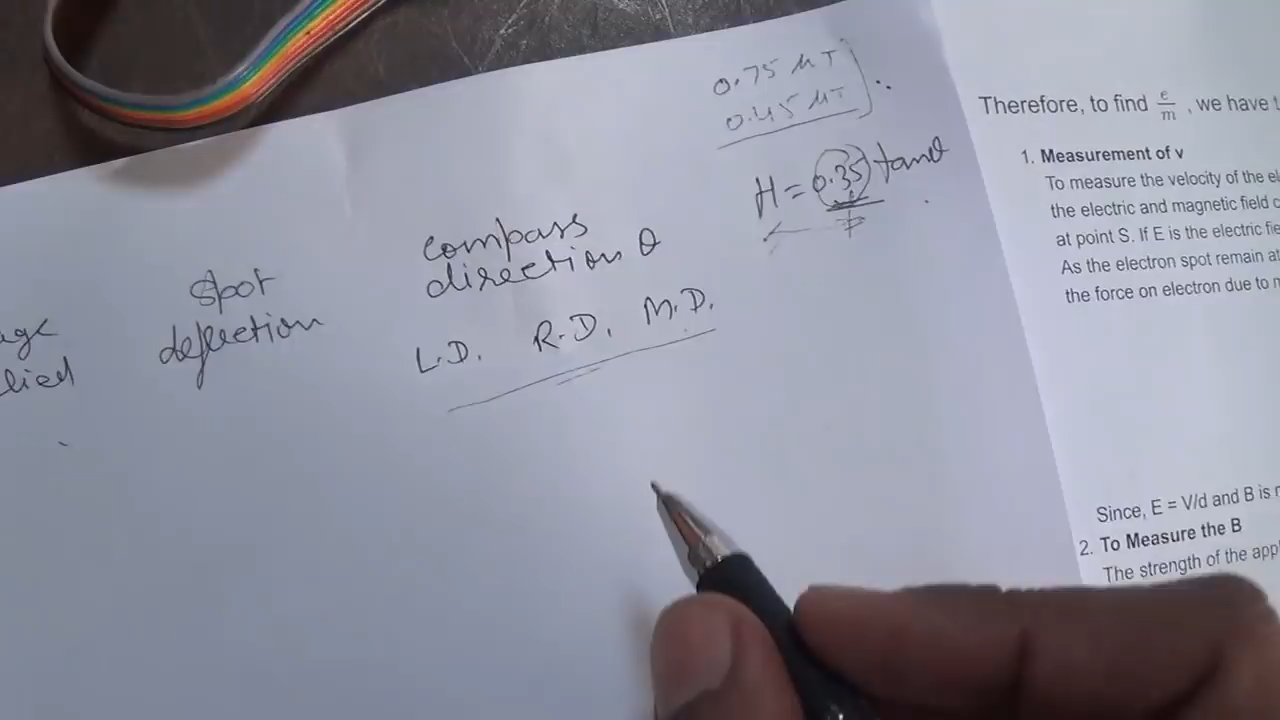 0.75 μT
0.45 μT
H = 0.35 tanθ
compass
direction θ
spot
deflection
L.D. R.D. M.D.
Therefore, to find e/m, we have t
1. Measurement of v
To measure the velocity of the el
the electric and magnetic field c
at point S. If E is the electric fie
As the electron spot remain at
the force on electron due to m
Since, E = V/d and B is
2. To Measure the B
The strength of the app